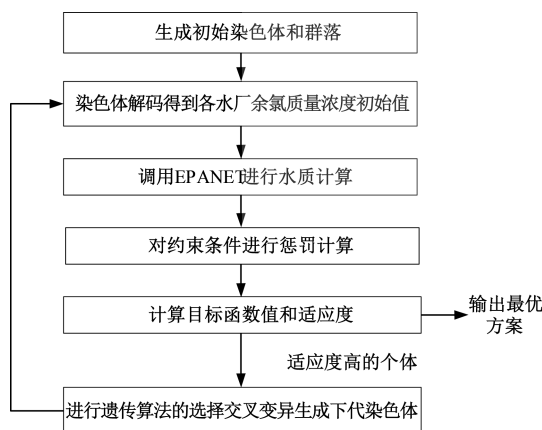 生成初始染色体和群落
染色体解码得到各水厂余氯质量浓度初始值
调用EPANET进行水质计算
对约束条件进行惩罚计算
计算目标函数值和适应度
输出最优
方案
适应度高的个体
进行遗传算法的选择交叉变异生成下代染色体